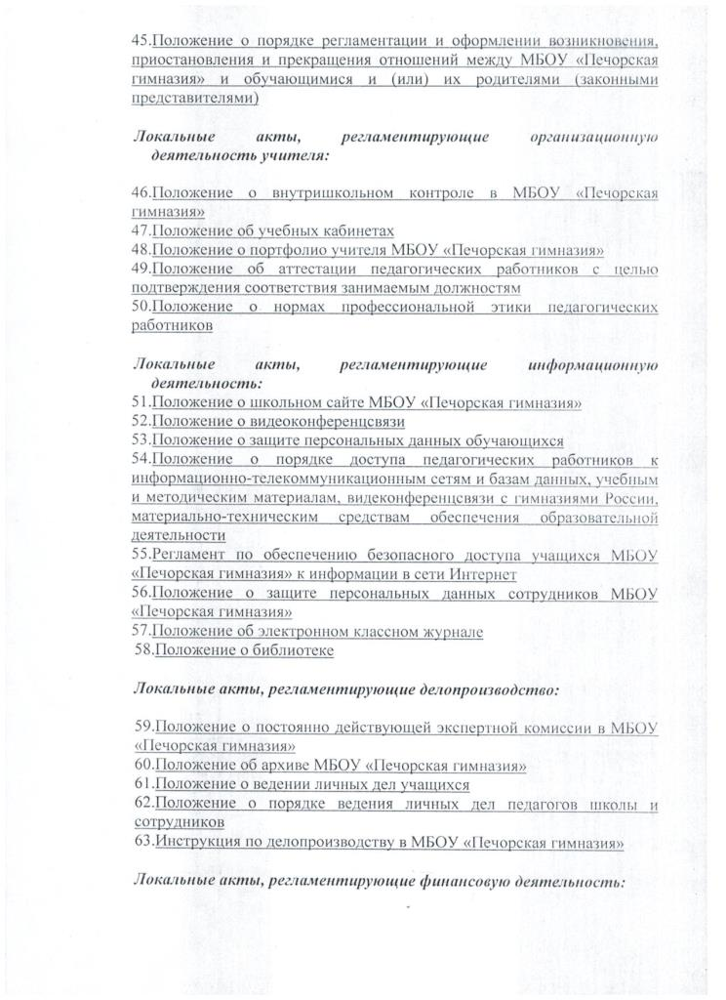 45.Положение о порядке регламентации и оформлении возникновения,
приостановления и прекращения отношений между МБОУ «Печорская
гимназия» и обучающимися и (или) их родителями (законными
представителями)
Локальные акты, регламентирующие организационную
деятельность учителя:
46.Положение о внутришкольном контроле в МБОУ «Печорская
гимназия»
47.Положение об учебных кабинетах
48.Положение о портфолио учителя МБОУ «Печорская гимназия»
49.Положение об аттестации педагогических работников с целью
подтверждения соответствия занимаемым должностям
50.Положение о нормах профессиональной этики педагогических
работников
Локальные акты, регламентирующие информационную
деятельность:
51.Положение о школьном сайте МБОУ «Печорская гимназия»
52.Положение о видеоконференцсвязи
53.Положение о защите персональных данных обучающихся
54.Положение о порядке доступа педагогических работников к
информационно-телекоммуникационным сетям и базам данных, учебным
и методическим материалам, видеконференцсвязи с гимназиями России,
материально-техническим средствам обеспечения образовательной
деятельности
55.Регламент по обеспечению безопасного доступа учащихся МБОУ
«Печорская гимназия» к информации в сети Интернет
56.Положение о защите персональных данных сотрудников МБОУ
«Печорская гимназия»
57.Положение об электронном классном журнале
58.Положение о библиотеке
Локальные акты, регламентирующие делопроизводство:
59.Положение о постоянно действующей экспертной комиссии в МБОУ
«Печорская гимназия»
60.Положение об архиве МБОУ «Печорская гимназия»
61.Положение о ведении личных дел учащихся
62.Положение о порядке ведения личных дел педагогов школы и
сотрудников
63.Инструкция по делопроизводству в МБОУ «Печорская гимназия»
Локальные акты, регламентирующие финансовую деятельность: